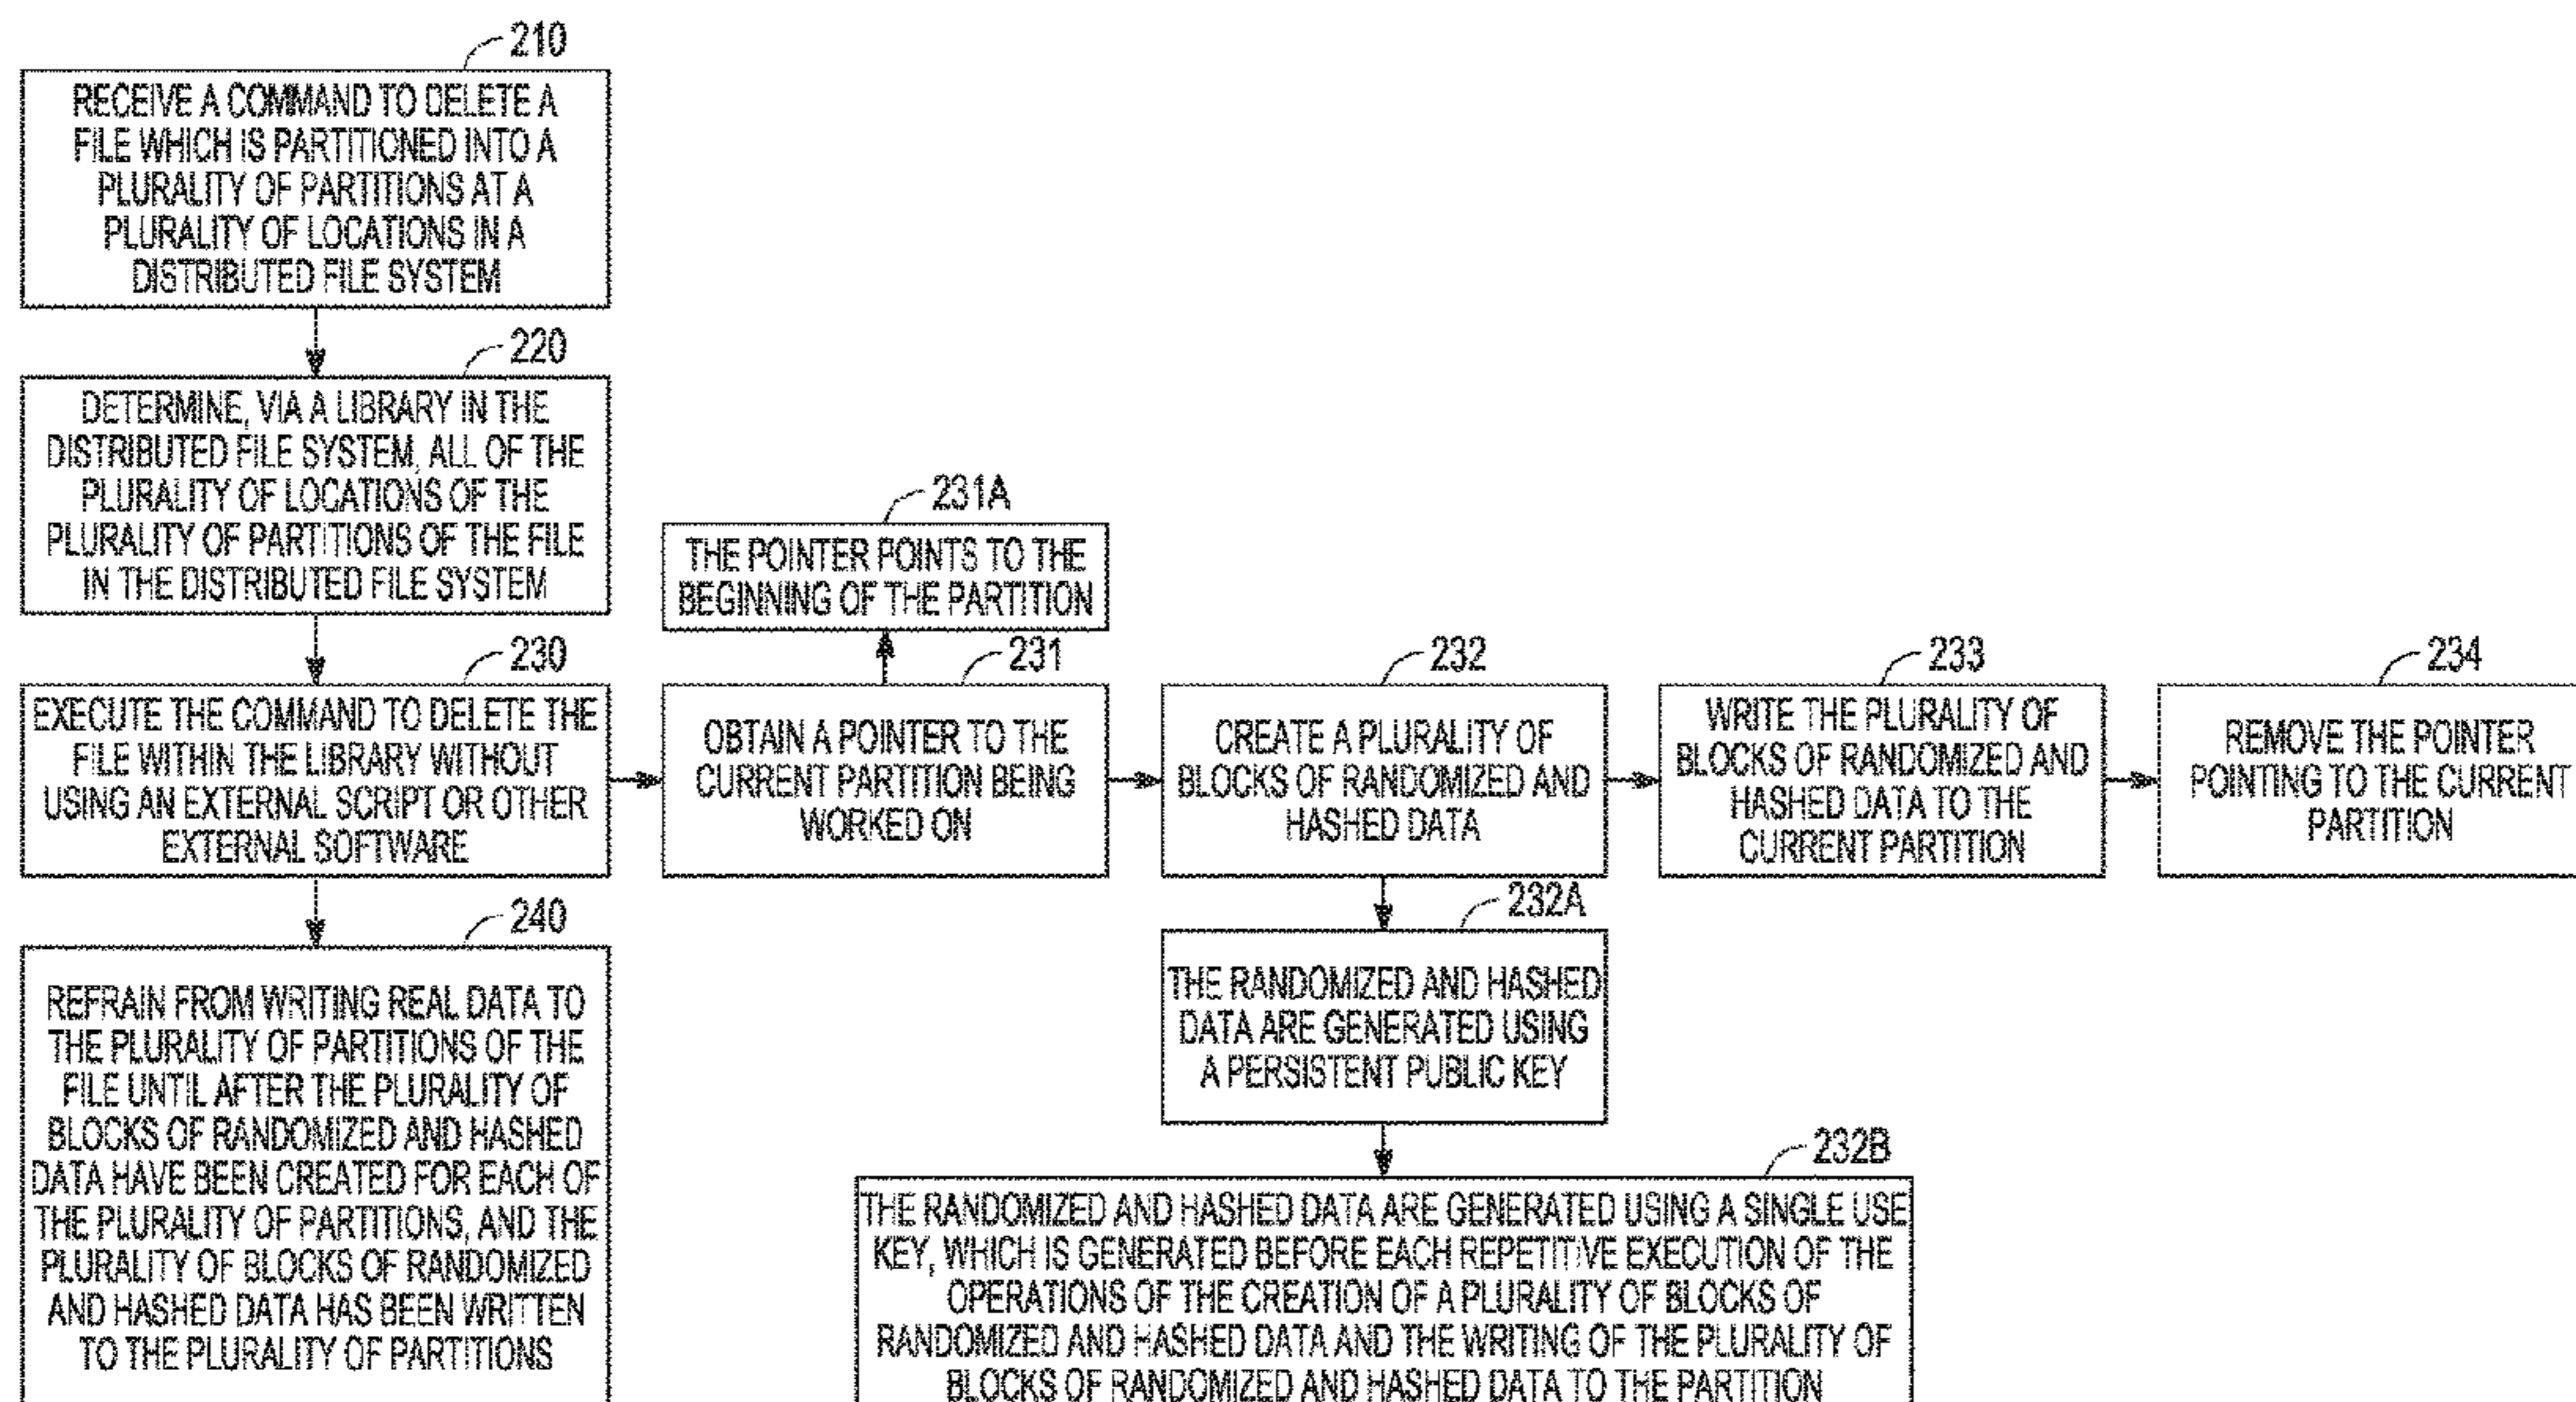 210
RECEIVE A COMMAND TO DELETE A
FILE WHICH IS PARTITIONED INTO A
PLURALITY OF PARTITIONS AT A
PLURALITY OF LOCATIONS IN A
DISTRIBUTED FILE SYSTEM
220
DETERMINE, VIA A LIBRARY IN THE
DISTRIBUTED FILE SYSTEM, ALL OF THE
PLURALITY OF LOCATIONS OF THE
PLURALITY OF PARTITIONS OF THE FILE
IN THE DISTRIBUTED FILE SYSTEM
230
EXECUTE THE COMMAND TO DELETE THE
FILE WITHIN THE LIBRARY WITHOUT
USING AN EXTERNAL SCRIPT OR OTHER
EXTERNAL SOFTWARE
231A
THE POINTER POINTS TO THE
BEGINNING OF THE PARTITION
231
OBTAIN A POINTER TO THE
CURRENT PARTITION BEING
WORKED ON
232
CREATE A PLURALITY OF
BLOCKS OF RANDOMIZED AND
HASHED DATA
233
WRITE THE PLURALITY OF
BLOCKS OF RANDOMIZED AND
HASHED DATA TO THE
CURRENT PARTITION
234
REMOVE THE POINTER
POINTING TO THE CURRENT
PARTITION
240
REFRAIN FROM WRITING REAL DATA TO
THE PLURALITY OF PARTITIONS OF THE
FILE UNTIL AFTER THE PLURALITY OF
BLOCKS OF RANDOMIZED AND HASHED
DATA HAVE BEEN CREATED FOR EACH OF
THE PLURALITY OF PARTITIONS, AND THE
PLURALITY OF BLOCKS OF RANDOMIZED
AND HASHED DATA HAS BEEN WRITTEN
TO THE PLURALITY OF PARTITIONS
232A
THE RANDOMIZED AND HASHED
DATA ARE GENERATED USING
A PERSISTENT PUBLIC KEY
232B
THE RANDOMIZED AND HASHED DATA ARE GENERATED USING A SINGLE USE
KEY, WHICH IS GENERATED BEFORE EACH REPETITIVE EXECUTION OF THE
OPERATIONS OF THE CREATION OF A PLURALITY OF BLOCKS OF
RANDOMIZED AND HASHED DATA AND THE WRITING OF THE PLURALITY OF
BLOCKS OF RANDOMIZED AND HASHED DATA TO THE PARTITION